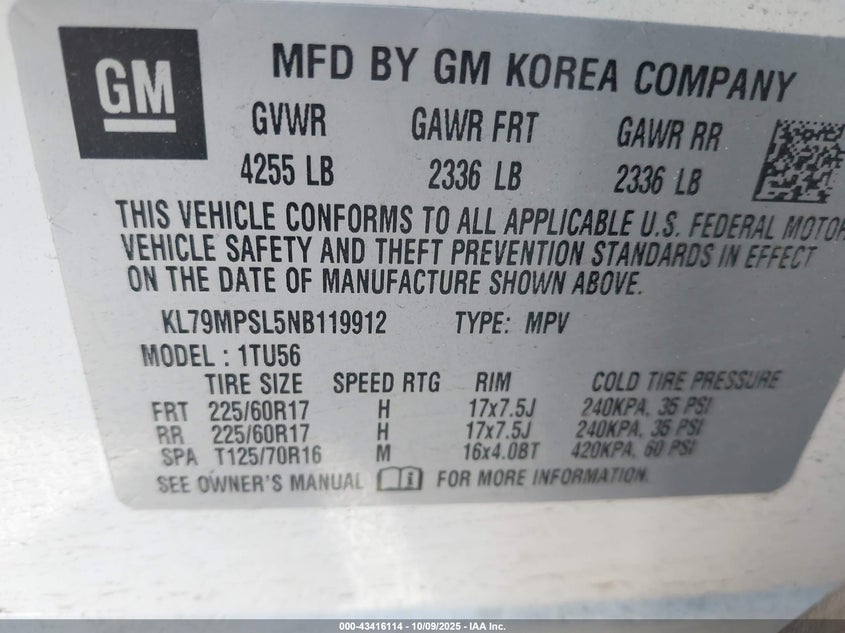 GM
MFD BY GM KOREA COMPANY
GVWR GAWR FRT GAWR RR
4255 LB 2336 LB 2336 LB
THIS VEHICLE CONFORMS TO ALL APPLICABLE U.S. FEDERAL MOTOR
VEHICLE SAFETY AND THEFT PREVENTION STANDARDS IN EFFECT
ON THE DATE OF MANUFACTURE SHOWN ABOVE.
KL79MPSL5NB119912 TYPE: MPV
MODEL : 1TU56
TIRE SIZE SPEED RTG RIM COLD TIRE PRESSURE
FRT 225/60R17 H 17x7.5J 240KPA, 35 PSI
RR 225/60R17 H 17x7.5J 240KPA, 35 PSI
SPA T125/70R16 M 16x4.0BT 420KPA, 60 PSI
SEE OWNER'S MANUAL FOR MORE INFORMATION.
000-43416114 - 10/09/2025 - IAA Inc.